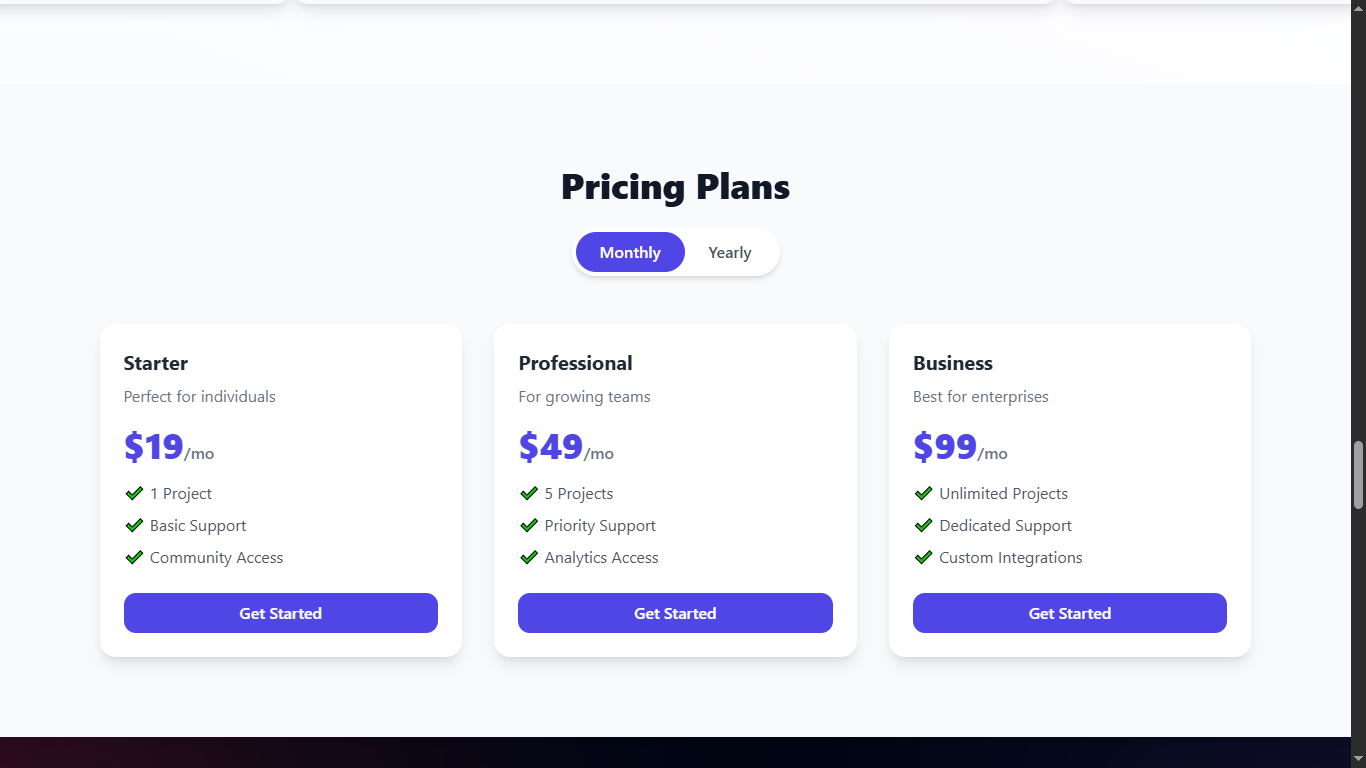 Pricing Plans
Monthly Yearly
Starter
Perfect for individuals
$19/mo
1 Project
Basic Support
Community Access
Get Started
Professional
For growing teams
$49/mo
5 Projects
Priority Support
Analytics Access
Get Started
Business
Best for enterprises
$99/mo
Unlimited Projects
Dedicated Support
Custom Integrations
Get Started